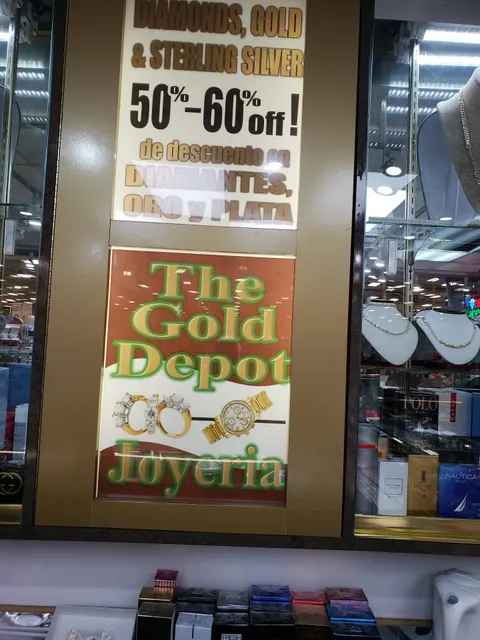 DIAMONDS, GOLD
& STERLING SILVER
50%-60% off!
de descuento en
DIAMANTES,
ORO y PLATA
The
Gold
Depot
Joyeria
POLO
NAUTICA